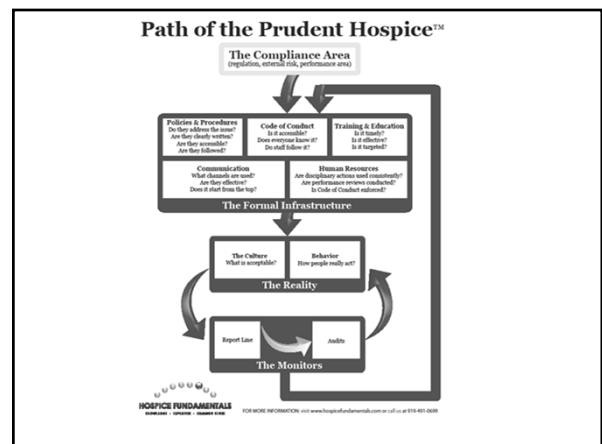 Path of the Prudent Hospice™
The Compliance Area
(regulation, external risk, performance area)
Policies & Procedures
Do they address the issue?
Are they clearly written?
Are they accessible?
Are they followed?
Code of Conduct
Is it accessible?
Does everyone know it?
Do staff follow it?
Training & Education
Is it timely?
Is it effective?
Is it targeted?
Communication
What channels are used?
Are they effective?
Does it start from the top?
Human Resources
Are disciplinary actions used consistently?
Are performance reviews conducted?
Is Code of Conduct enforced?
The Formal Infrastructure
The Culture
What is acceptable?
Behavior
How people really act?
The Reality
Report Line
Audits
The Monitors
HOSPICE FUNDAMENTALS
FOR MORE INFORMATION: visit www.hospicefundamentals.com or call us at 919-491-0699